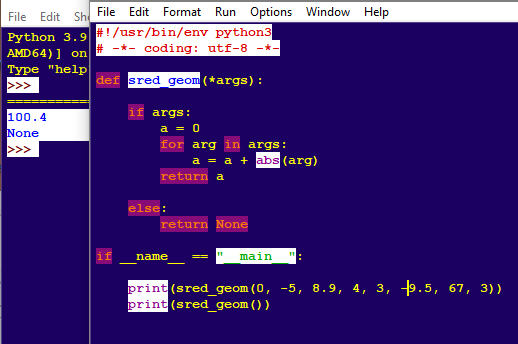 File She
Python 3.9
AMD64)] on
Type "help
>>>
=========
100.4
None
>>>
File Edit Format Run Options Window Help
#!/usr/bin/env python3
# -*- coding: utf-8 -*-
def sred_geom(*args):
if args:
a = 0
for arg in args:
a = a + abs(arg)
return a
else:
return None
if __name__ == "__main__":
print(sred_geom(0, -5, 8.9, 4, 3, -9.5, 67, 3))
print(sred_geom())